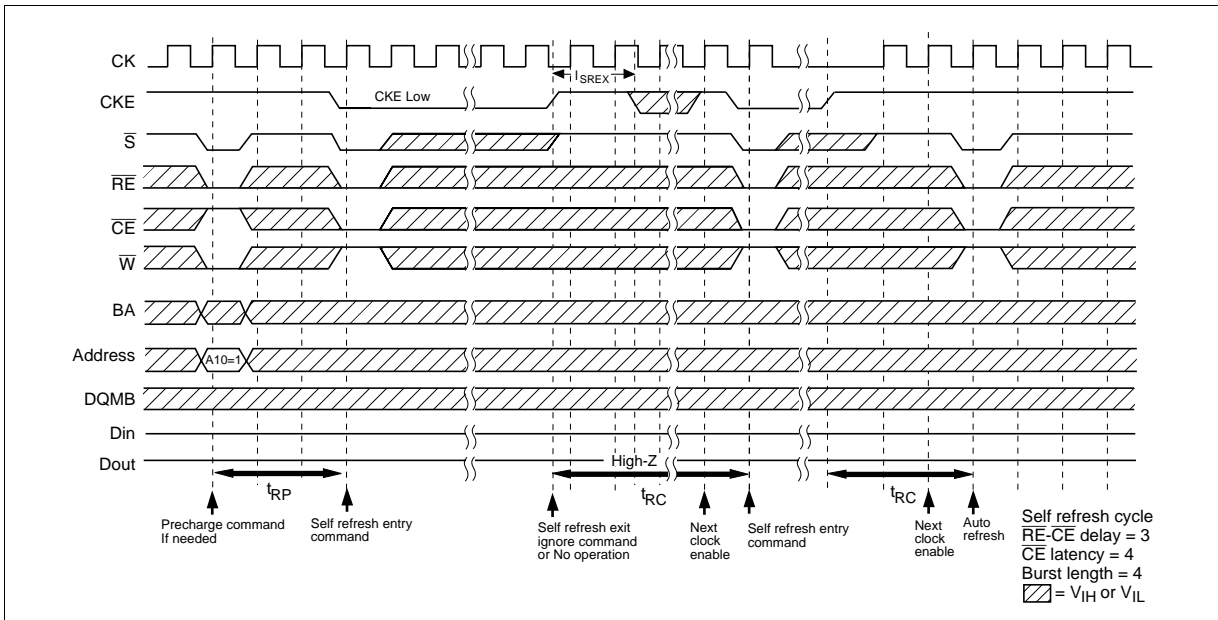 CK
lSREX
CKE
CKE Low
S
RE
CE
W
BA
Address
A10=1
DQMB
Din
Dout
High-Z
tRP
tRC
tRC
Precharge command
If needed
Self refresh entry
command
Self refresh exit
ignore command
or No operation
Next
clock
enable
Self refresh entry
command
Next
clock
enable
Auto
refresh
Self refresh cycle
RE-CE delay = 3
CE latency = 4
Burst length = 4
= VIH or VIL